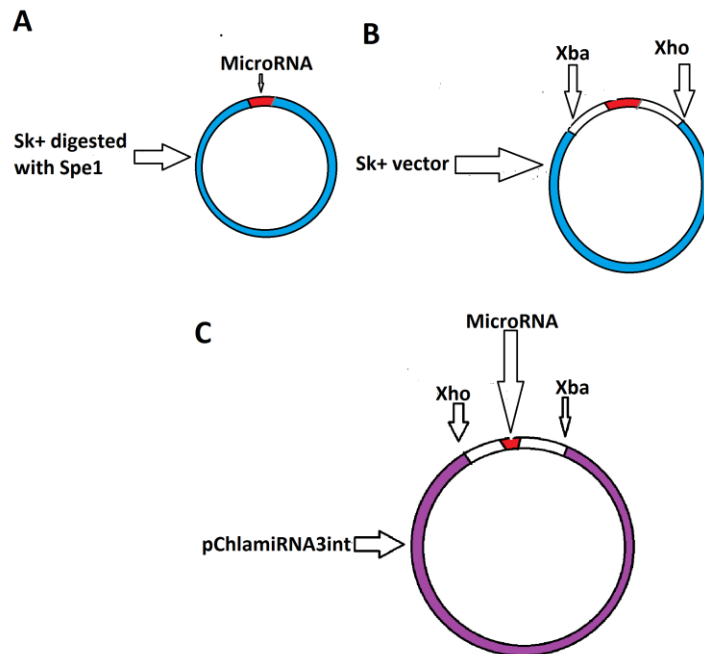 A
MicroRNA
Sk+ digested
with Spe1
B
Xba
Xho
Sk+ vector
C
MicroRNA
Xho
Xba
pChlamiRNA3int